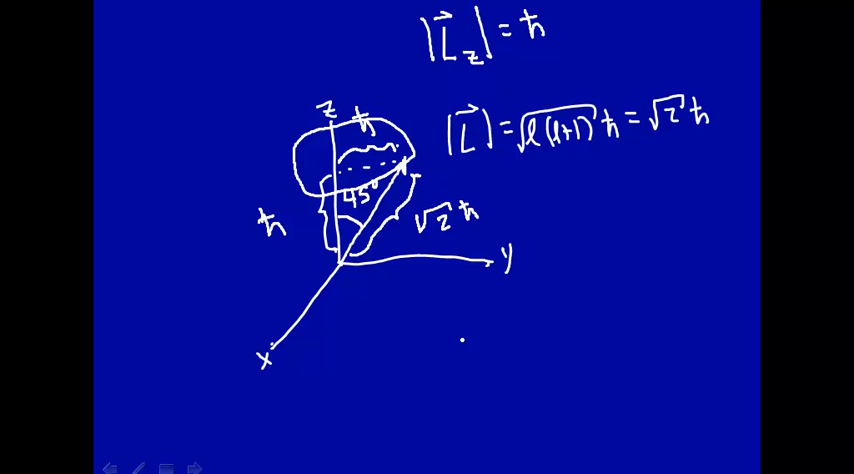 |L⃗z| = ħ
|L⃗| = √l(l+1) ħ = √2 ħ
z
ħ
45°
ħ
√2 ħ
y
x